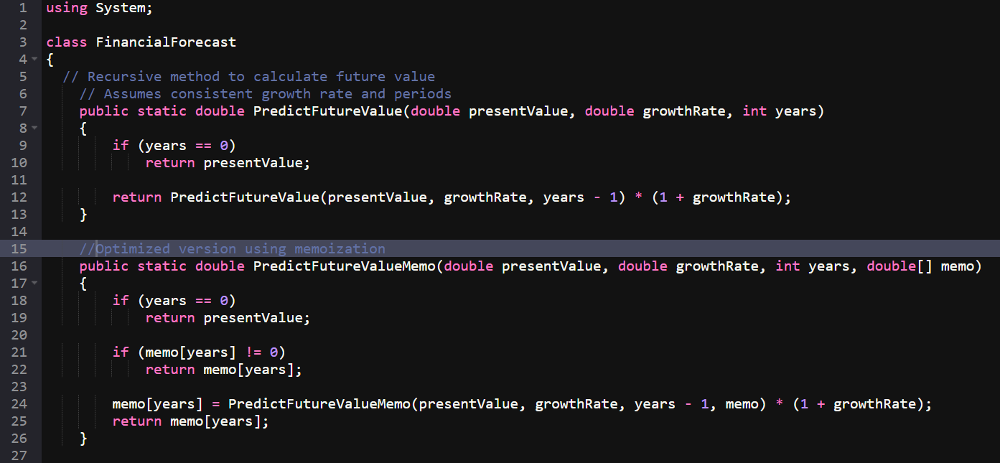 1 using System;
2
3 class FinancialForecast
4 {
5 // Recursive method to calculate future value
6 // Assumes consistent growth rate and periods
7 public static double PredictFutureValue(double presentValue, double growthRate, int years)
8 {
9 if (years == 0)
10 return presentValue;
11
12 return PredictFutureValue(presentValue, growthRate, years - 1) * (1 + growthRate);
13 }
14
15 //Optimized version using memoization
16 public static double PredictFutureValueMemo(double presentValue, double growthRate, int years, double[] memo)
17 {
18 if (years == 0)
19 return presentValue;
20
21 if (memo[years] != 0)
22 return memo[years];
23
24 memo[years] = PredictFutureValueMemo(presentValue, growthRate, years - 1, memo) * (1 + growthRate);
25 return memo[years];
26 }
27